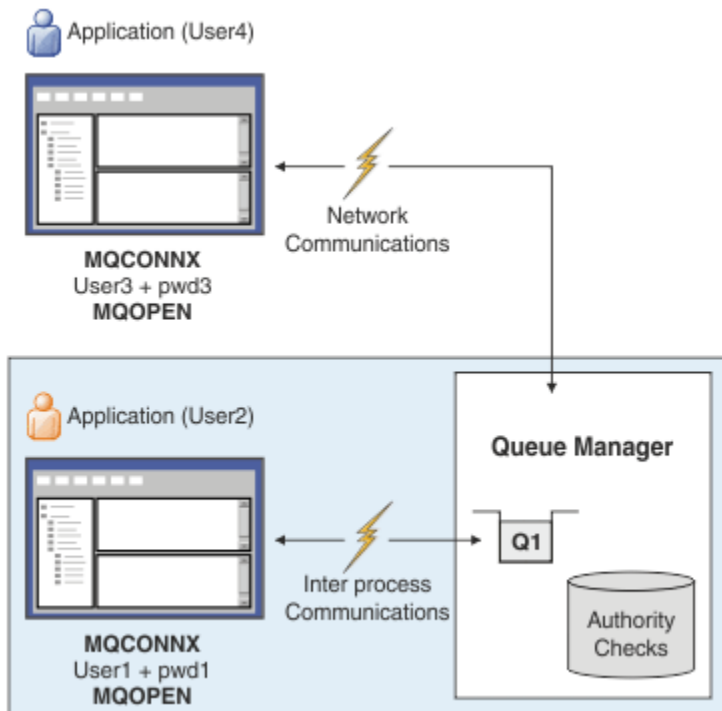 Application (User4)
Network
Communications
MQCONNX
User3 + pwd3
MQOPEN
Application (User2)
Queue Manager
Q1
Inter process
Communications
Authority
Checks
MQCONNX
User1 + pwd1
MQOPEN